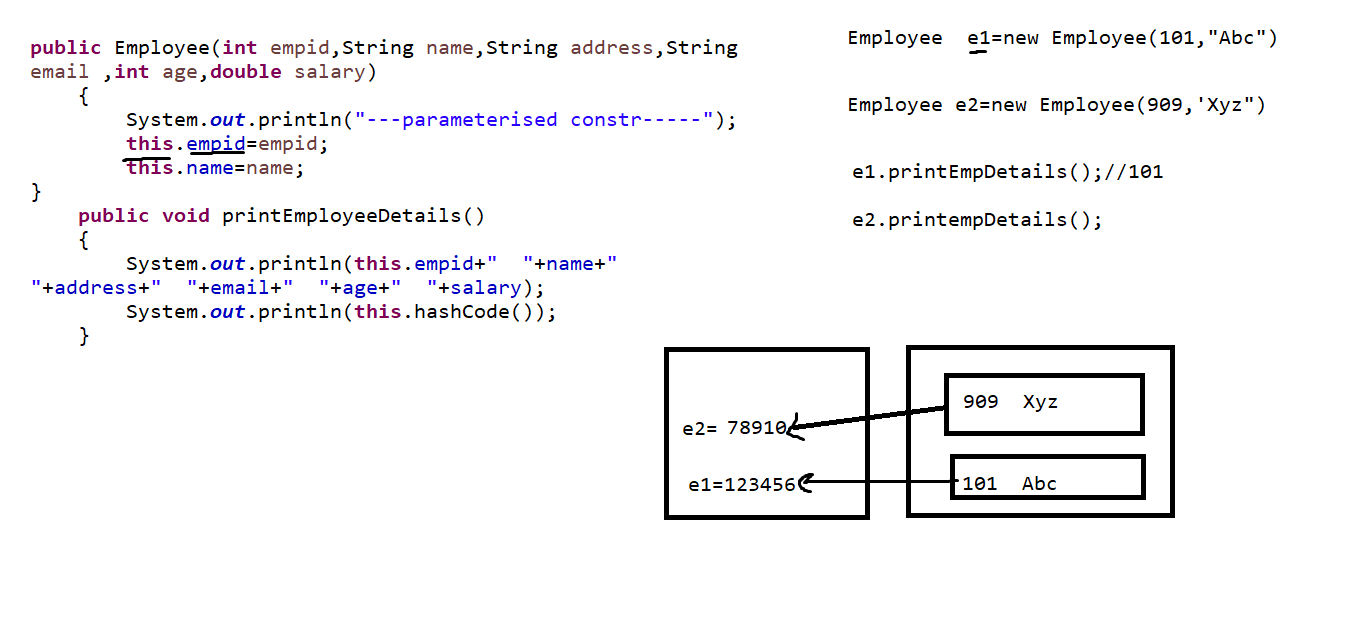 public Employee(int empid,String name,String address,String
email ,int age,double salary)
{
System.out.println("---parameterised constr-----");
this.empid=empid;
this.name=name;
}
public void printEmployeeDetails()
{
System.out.println(this.empid+"  "+name+"
"+address+"  "+email+"  "+age+"  "+salary);
System.out.println(this.hashCode());
}
Employee  e1=new Employee(101,"Abc")
Employee e2=new Employee(909,'Xyz")
e1.printEmpDetails();//101
e2.printempDetails();
e2= 78910
e1=123456
909  Xyz
101  Abc